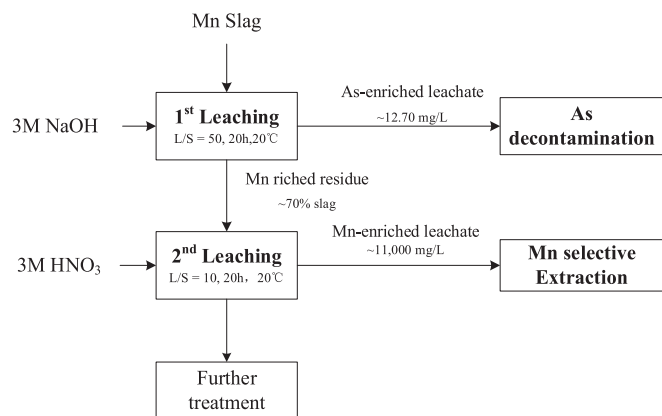 Mn Slag
3M NaOH
1st Leaching
L/S = 50, 20h,20℃
As-enriched leachate
~12.70 mg/L
As
decontamination
Mn riched residue
~70% slag
3M HNO3
2nd Leaching
L/S = 10, 20h，20℃
Mn-enriched leachate
~11,000 mg/L
Mn selective
Extraction
Further
treatment